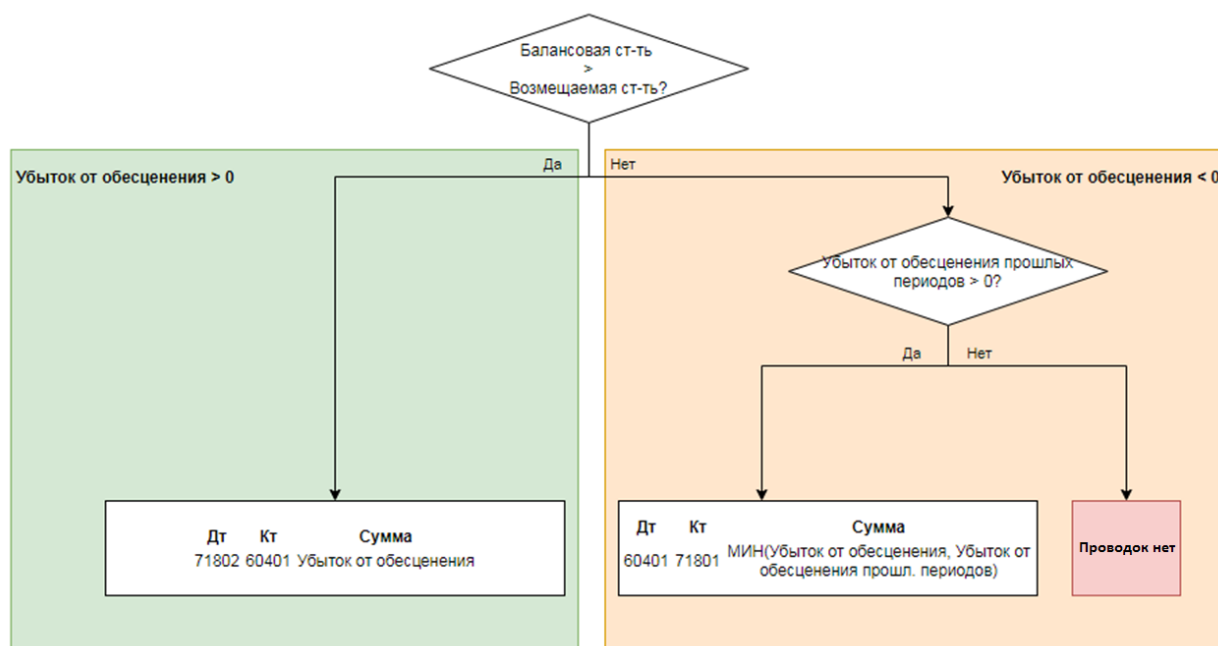 Балансовая ст-ть
>
Возмещаемая ст-ть?
Да
Нет
Убыток от обесценения > 0
Убыток от обесценения < 0
Убыток от обесценения прошлых
периодов > 0?
Да
Нет
Дт Кт Сумма
71802 60401 Убыток от обесценения
Дт Кт Сумма
60401 71801 МИН(Убыток от обесценения, Убыток от
обесценения прошл. периодов)
Проводок нет